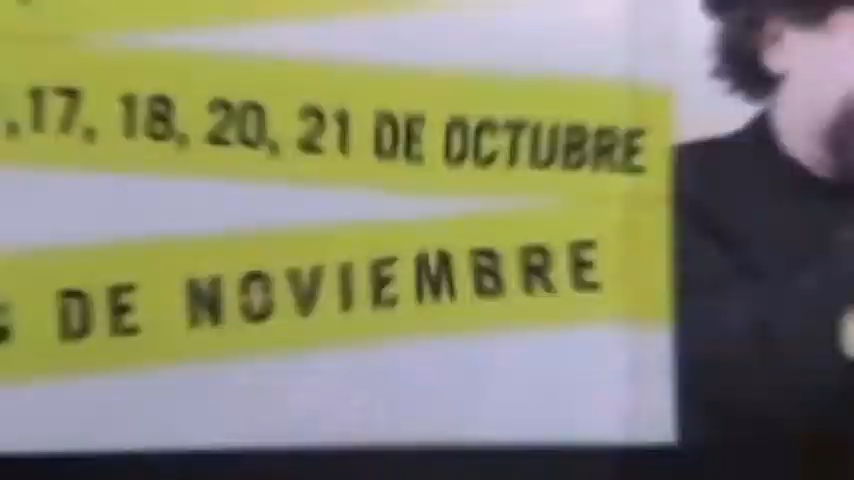 ,17, 18, 20, 21 DE OCTUBRE
DE NOVIEMBRE